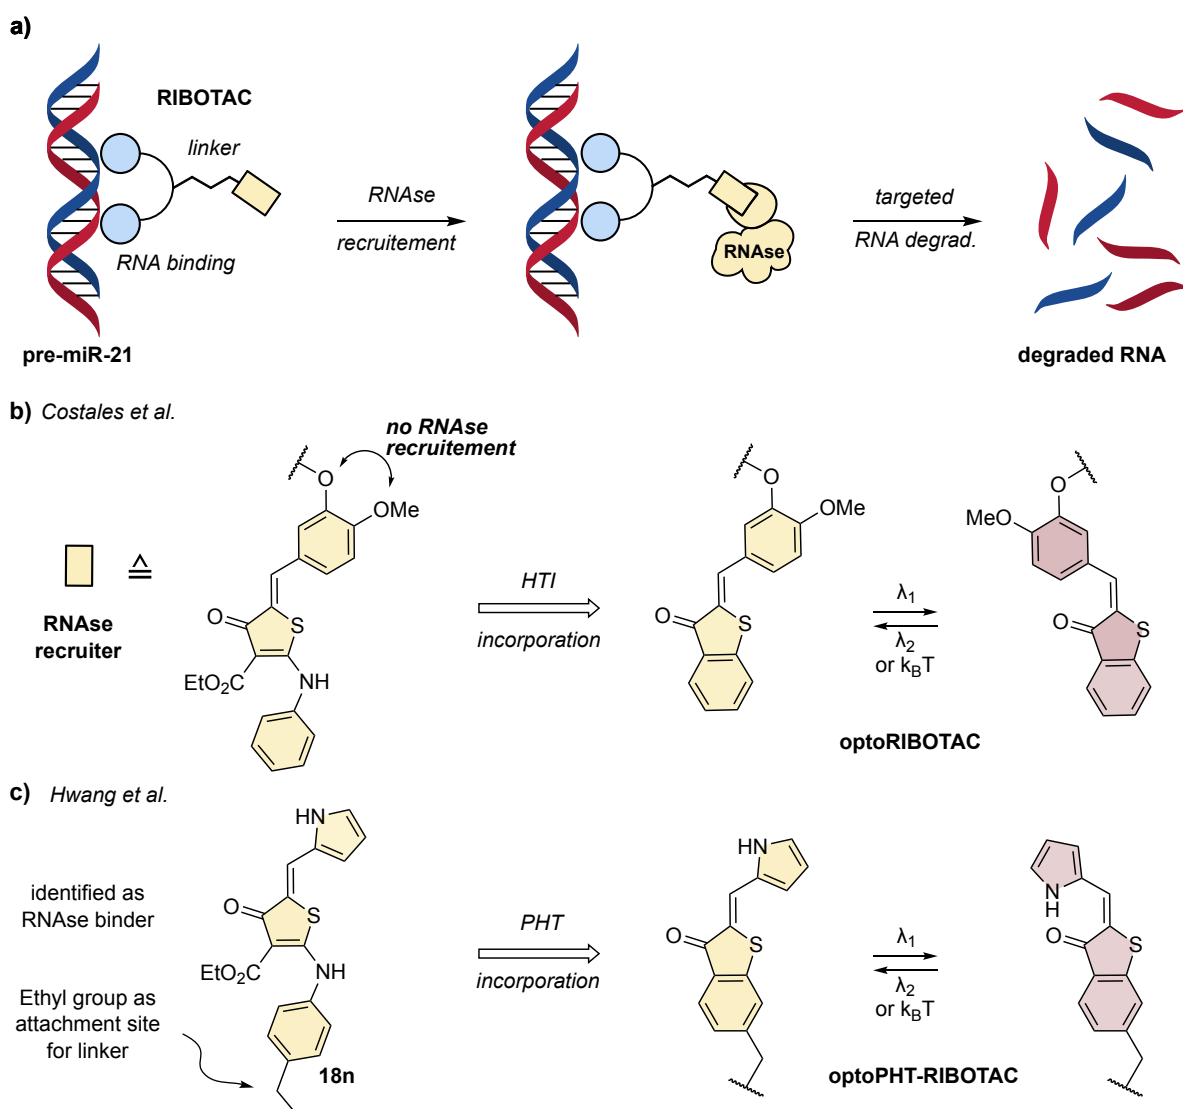 a)
RIBOTAC
linker
RNA binding
pre-miR-21
RNAse
recruitement
RNAse
targeted
RNA degrad.
degraded RNA
b) Costales et al.
no RNAse
recruitement
O
OMe
O
S
EtO2C
NH
≙
RNAse
recruiter
HTI
incorporation
O
OMe
O
S
λ1
λ2
or kBT
O
MeO
O
S
optoRIBOTAC
c) Hwang et al.
HN
O
S
EtO2C
NH
18n
identified as
RNAse binder
Ethyl group as
attachment site
for linker
PHT
incorporation
HN
O
S
λ1
λ2
or kBT
N
H
O
S
optoPHT-RIBOTAC